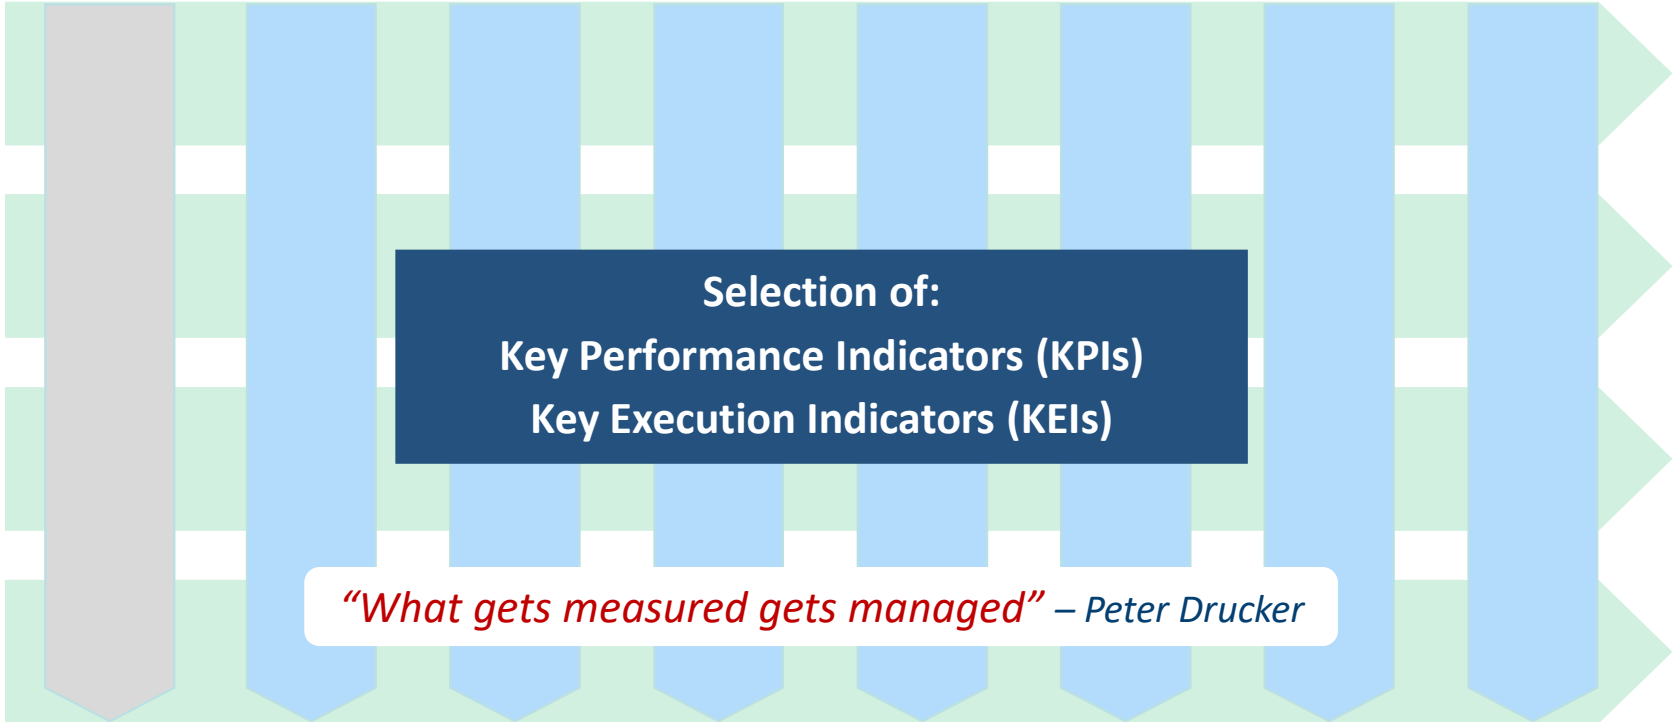 Selection of:
Key Performance Indicators (KPIs)
Key Execution Indicators (KEIs)
“What gets measured gets managed” – Peter Drucker